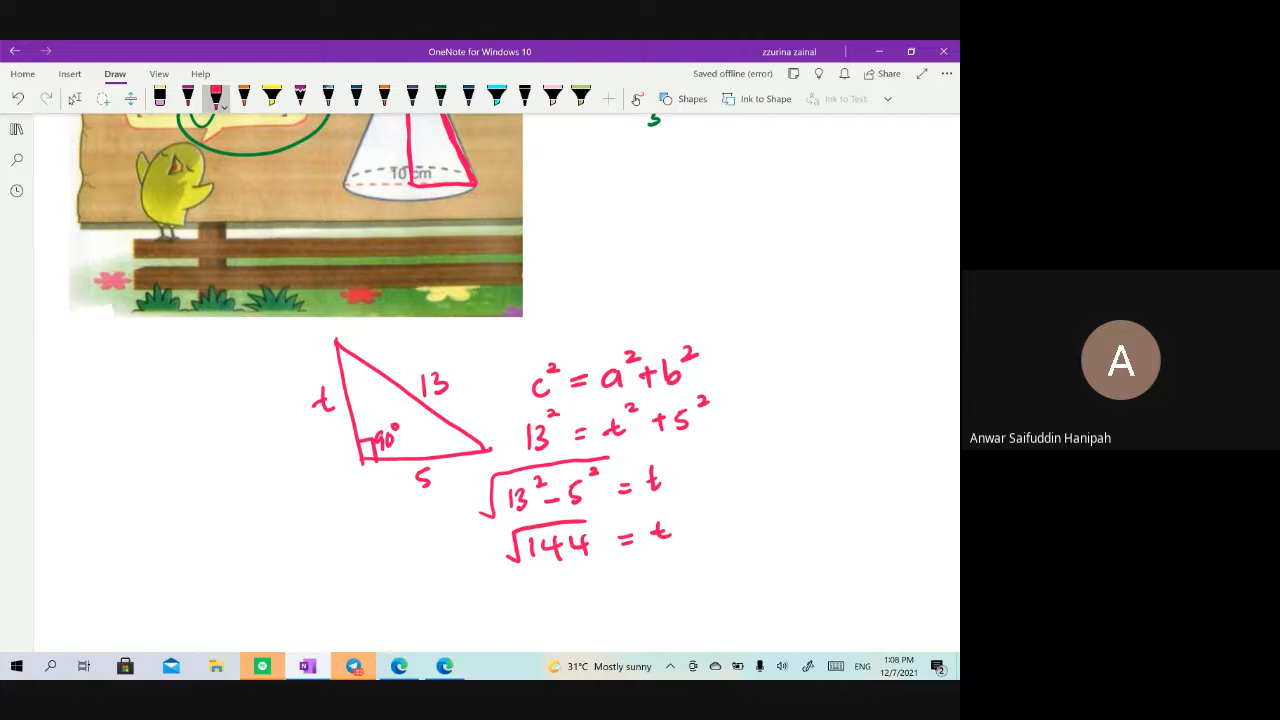 OneNote for Windows 10
zzurina zainal
Home Insert Draw View Help
Saved offline (error)
Share
Shapes
Ink to Shape
Ink to Text
10 cm
t
13
90°
5
c² = a² + b²
13² = t² + 5²
√13² - 5² = t
√144 = t
A
Anwar Saifuddin Hanipah
31°C Mostly sunny
ENG
1:08 PM
12/7/2021
2